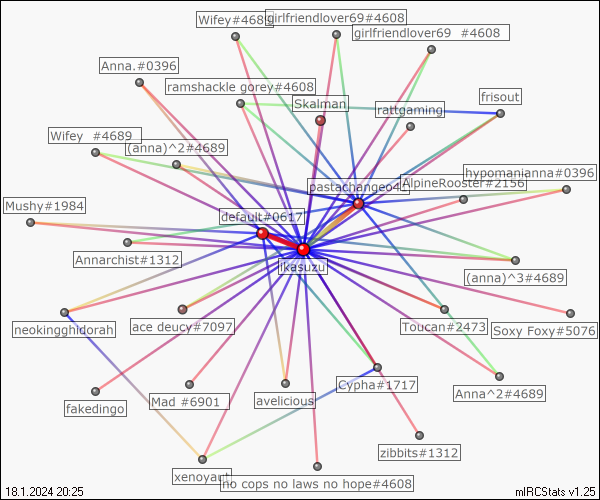 Wifey#4689
girlfriendlover69#4608
girlfriendlover69  #4608
Anna.#0396
ramshackle gorey#4608
Skalman
rattgaming
frisout
Wifey  #4689
(anna)^2#4689
hypomanianna#0396
pastachangeo4
AlpineRooster#2156
Mushy#1984
default#0617
Annarchist#1312
ikasuzu
(anna)^3#4689
neokingghidorah
ace deucy#7097
Toucan#2473
Soxy Foxy#5076
Cypha#1717
Anna^2#4689
fakedingo
Mad #6901
avelicious
zibbits#1312
xenoyaut
no cops no laws no hope#4608
18.1.2024 20:25
mIRCStats v1.25